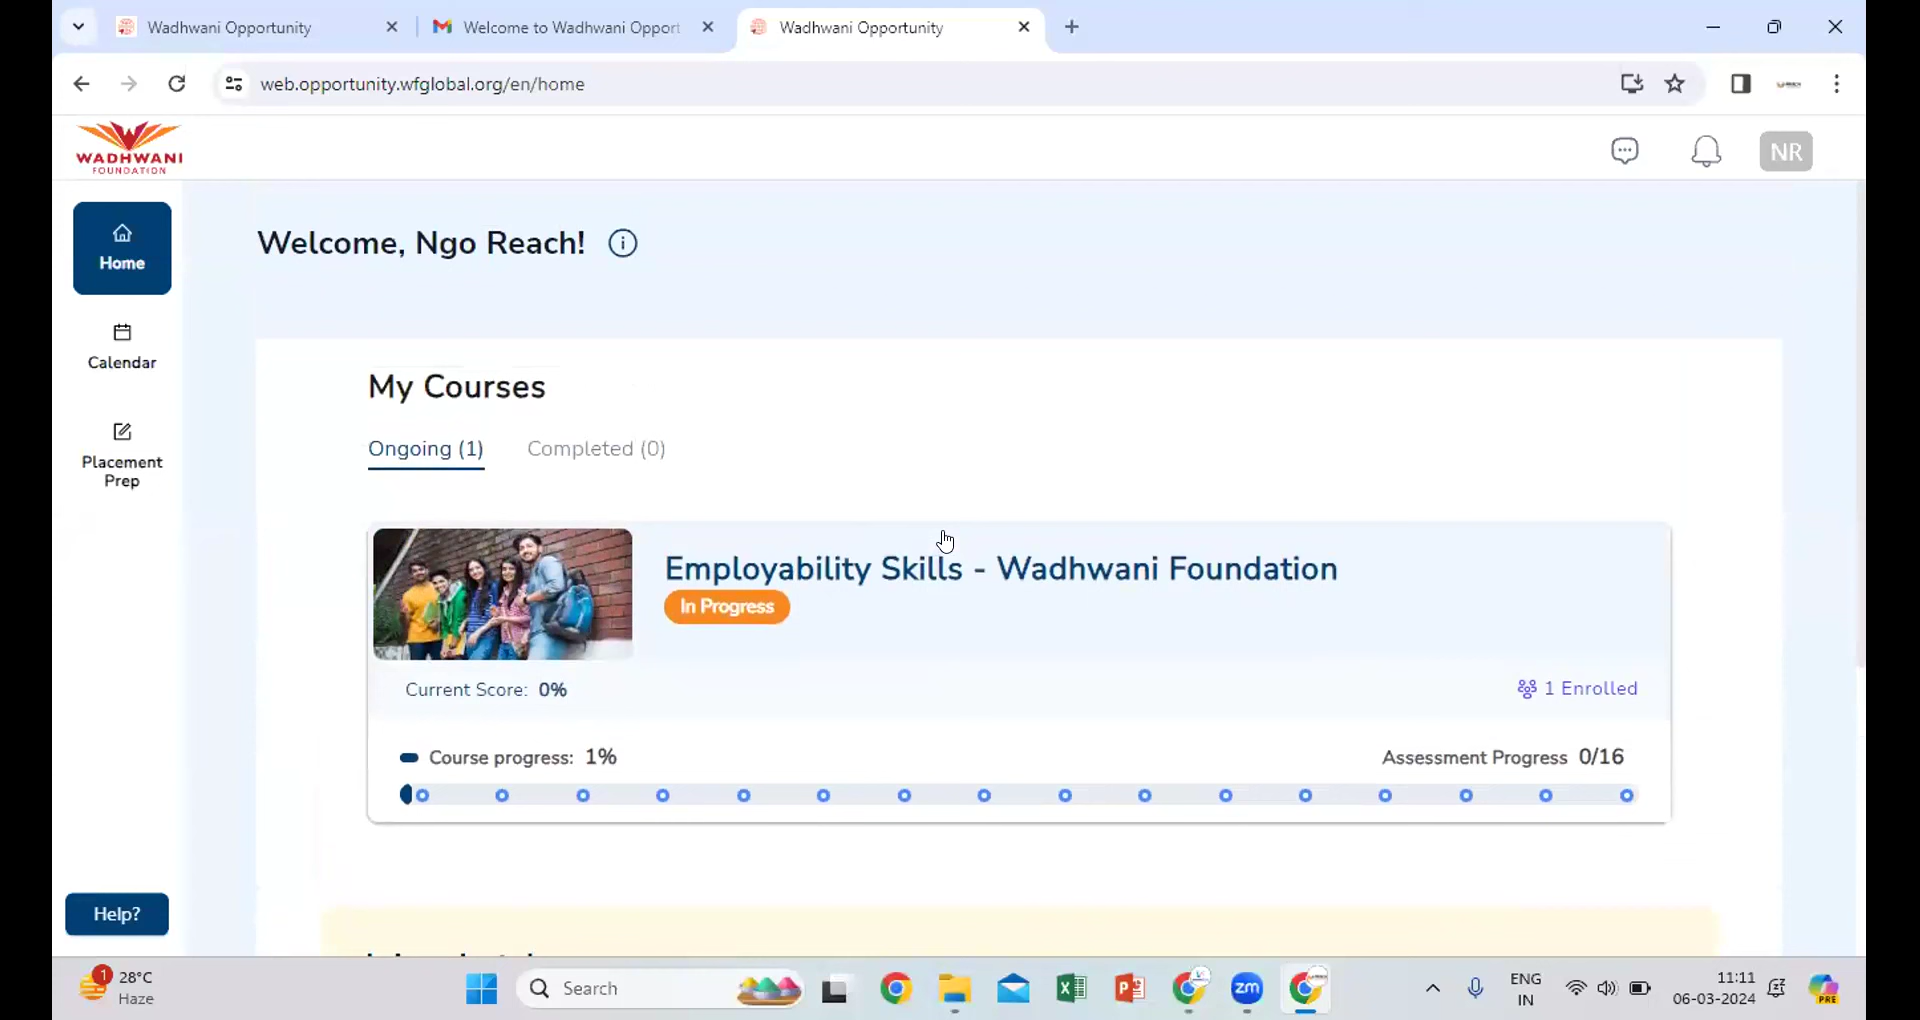 Wadhwani Opportunity
Welcome to Wadhwani Opport
Wadhwani Opportunity
web.opportunity.wfglobal.org/en/home
WADHWANI
FOUNDATION
NR
Home
Calendar
Placement
Prep
Help?
Welcome, Ngo Reach!
My Courses
Ongoing (1) Completed (0)
Employability Skills - Wadhwani Foundation
In Progress
Current Score: 0%
1 Enrolled
Course progress: 1%
Assessment Progress 0/16
1
28°C
Haze
Search
zm
ENG
IN
11:11
06-03-2024
PRE